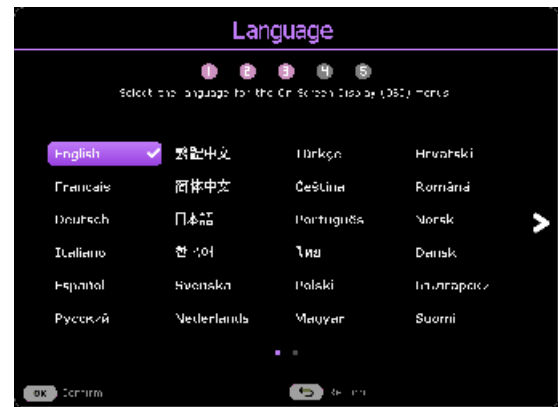 Language
1 2 3 4 5
Select the language for the On Screen Display (OSD) menus
English 繁體中文 Türkçe Hrvatski
Français 简体中文 Čeština Română
Deutsch 日本語 Português Norsk
Italiano 한국어 ไทย Dansk
Español Svenska Polski Български
Русский Nederlands Magyar Suomi
OK Confirm Return